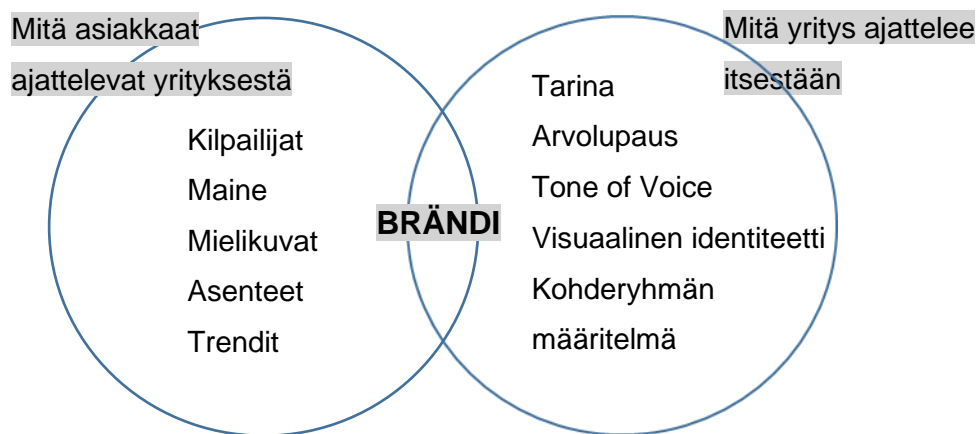 Mitä asiakkaat
ajattelevat yrityksestä
Kilpailijat
Maine
Mielikuvat
Asenteet
Trendit
BRÄNDI
Mitä yritys ajattelee
itsestään
Tarina
Arvolupaus
Tone of Voice
Visuaalinen identiteetti
Kohderyhmän
määritelmä